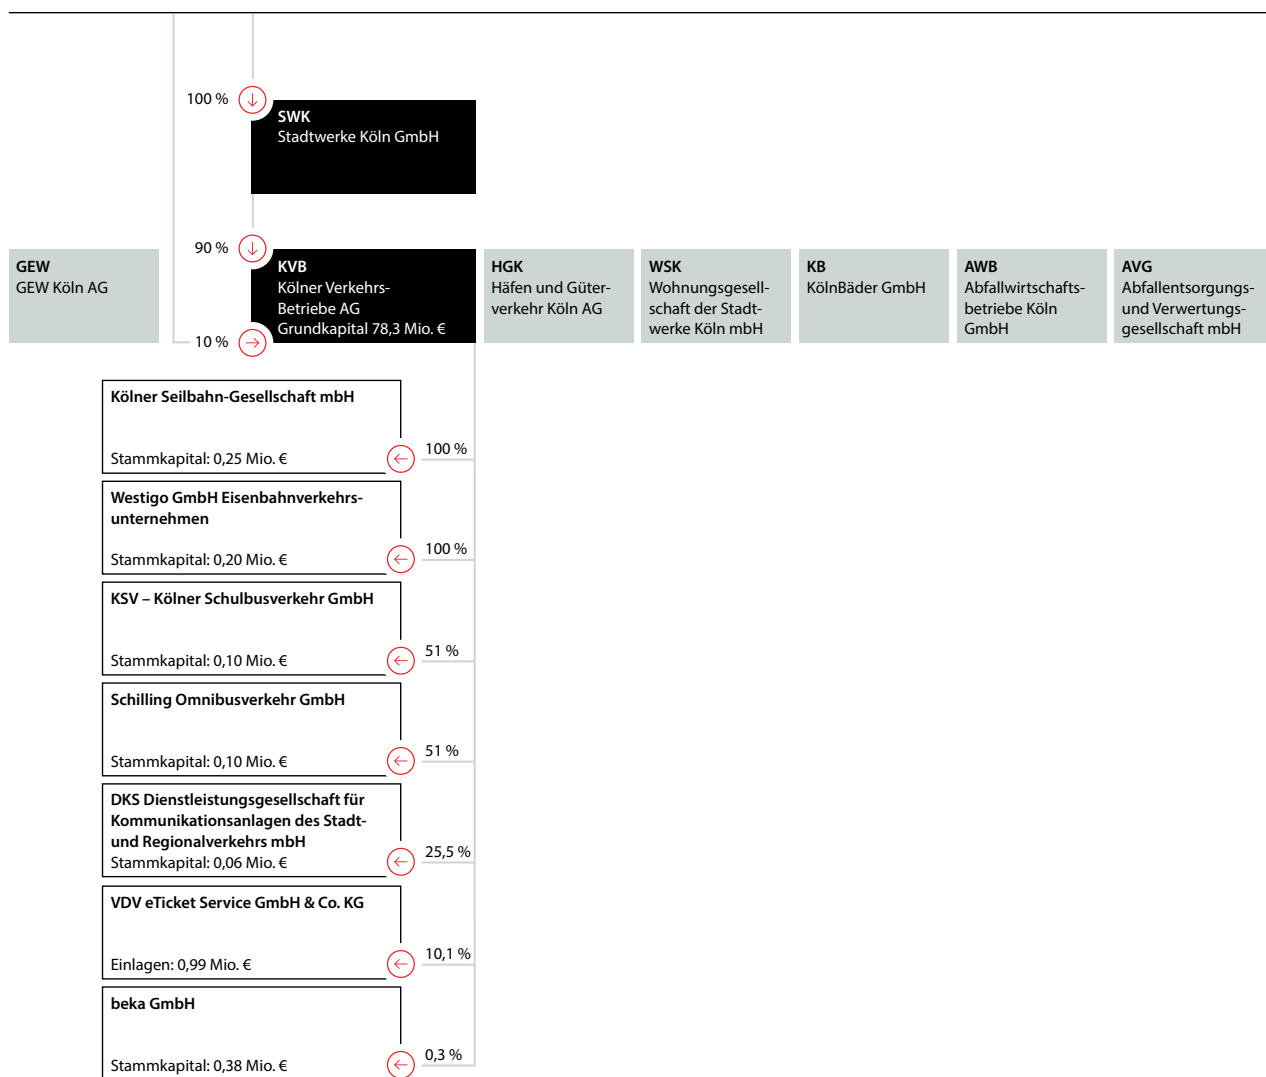 100 %
SWK
Stadtwerke Köln GmbH
90 %
GEW
GEW Köln AG
KVB
Kölner Verkehrs-
Betriebe AG
Grundkapital 78,3 Mio. €
10 %
HGK
Häfen und Güter-
verkehr Köln AG
WSK
Wohnungsgesell-
schaft der Stadt-
werke Köln mbH
KB
KölnBäder GmbH
AWB
Abfallwirtschafts-
betriebe Köln
GmbH
AVG
Abfallentsorgungs-
und Verwertungs-
gesellschaft mbH
Kölner Seilbahn-Gesellschaft mbH
Stammkapital: 0,25 Mio. €
100 %
Westigo GmbH Eisenbahnverkehrs-
unternehmen
Stammkapital: 0,20 Mio. €
100 %
KSV – Kölner Schulbusverkehr GmbH
Stammkapital: 0,10 Mio. €
51 %
Schilling Omnibusverkehr GmbH
Stammkapital: 0,10 Mio. €
51 %
DKS Dienstleistungsgesellschaft für
Kommunikationsanlagen des Stadt-
und Regionalverkehrs mbH
Stammkapital: 0,06 Mio. €
25,5 %
VDV eTicket Service GmbH & Co. KG
Einlagen: 0,99 Mio. €
10,1 %
beka GmbH
Stammkapital: 0,38 Mio. €
0,3 %